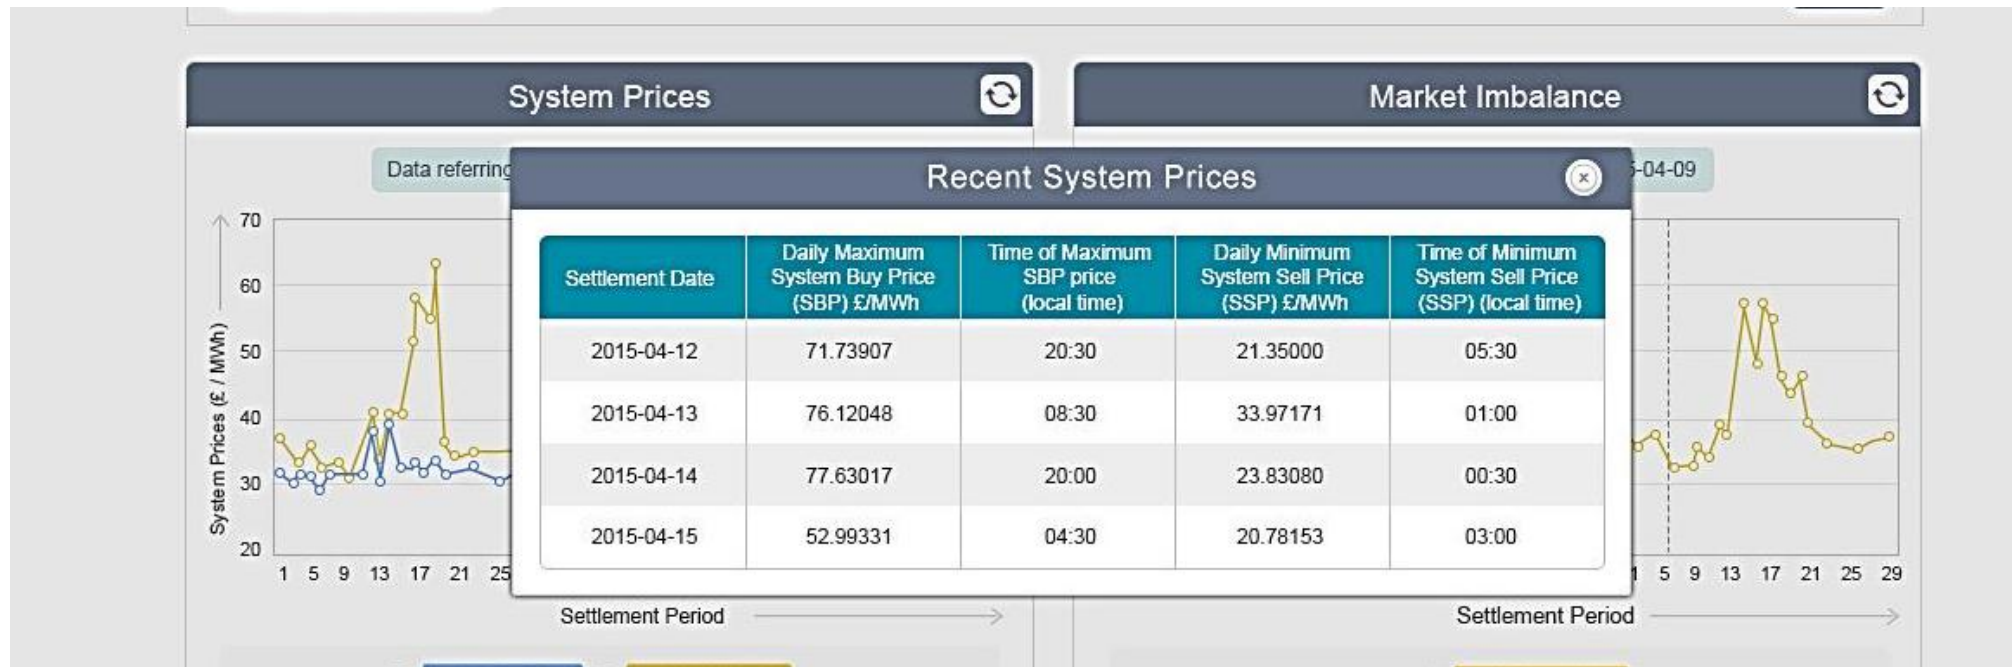 System Prices
Market Imbalance
Data referring
Recent System Prices
-04-09
70
60
50
40
30
20
System Prices (£ / MWh)
Settlement Date
Daily Maximum
System Buy Price
(SBP) £/MWh
Time of Maximum
SBP price
(local time)
Daily Minimum
System Sell Price
(SSP) £/MWh
Time of Minimum
System Sell Price
(SSP) (local time)
2015-04-12 71.73907 20:30 21.35000 05:30
2015-04-13 76.12048 08:30 33.97171 01:00
2015-04-14 77.63017 20:00 23.83080 00:30
2015-04-15 52.99331 04:30 20.78153 03:00
1 5 9 13 17 21 25
1 5 9 13 17 21 25 29
Settlement Period
Settlement Period